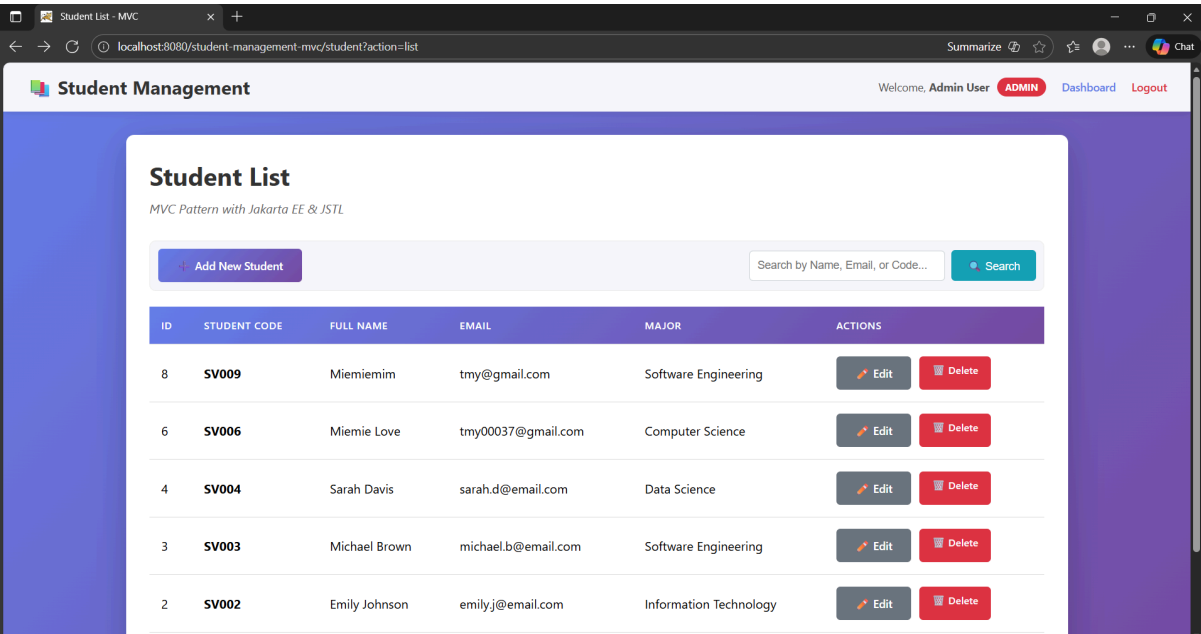 Student List - MVC
localhost:8080/student-management-mvc/student?action=list
Summarize
Chat
Student Management
Welcome, Admin User ADMIN Dashboard Logout
Student List
MVC Pattern with Jakarta EE & JSTL
Add New Student
Search by Name, Email, or Code...
Search
ID STUDENT CODE FULL NAME EMAIL MAJOR ACTIONS
8 SV009 Miemiemim tmy@gmail.com Software Engineering Edit Delete
6 SV006 Miemie Love tmy00037@gmail.com Computer Science Edit Delete
4 SV004 Sarah Davis sarah.d@email.com Data Science Edit Delete
3 SV003 Michael Brown michael.b@email.com Software Engineering Edit Delete
2 SV002 Emily Johnson emily.j@email.com Information Technology Edit Delete